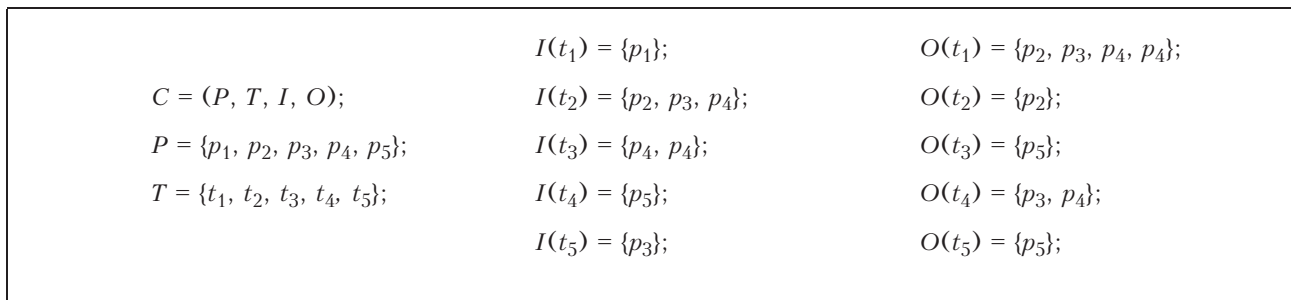 I(t₁) = {p₁}; O(t₁) = {p₂, p₃, p₄, p₄};
C = (P, T, I, O); I(t₂) = {p₂, p₃, p₄}; O(t₂) = {p₂};
P = {p₁, p₂, p₃, p₄, p₅}; I(t₃) = {p₄, p₄}; O(t₃) = {p₅};
T = {t₁, t₂, t₃, t₄, t₅}; I(t₄) = {p₅}; O(t₄) = {p₃, p₄};
I(t₅) = {p₃}; O(t₅) = {p₅};